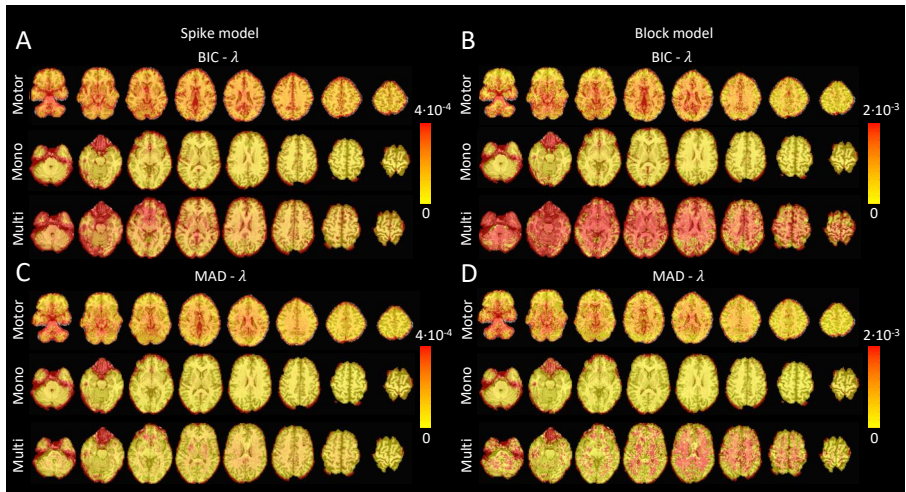 A
Spike model
BIC - λ
Motor
Mono
Multi
4·10⁻⁴
0
B
Block model
BIC - λ
Motor
Mono
Multi
2·10⁻³
0
C
MAD - λ
Motor
Mono
Multi
4·10⁻⁴
0
D
MAD - λ
Motor
Mono
Multi
2·10⁻³
0